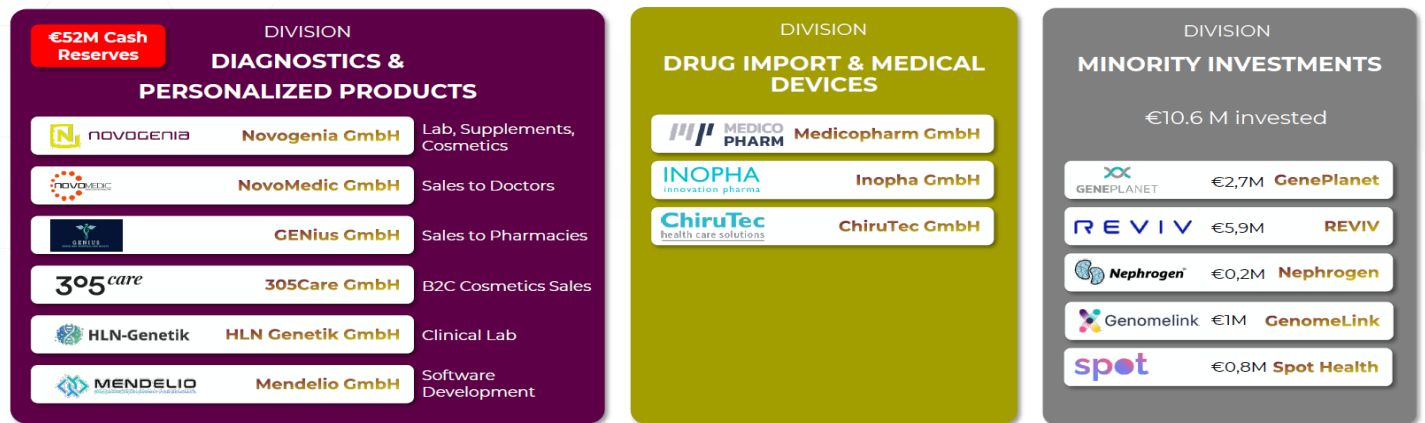 €52M Cash
Reserves
DIVISION
DIAGNOSTICS &
PERSONALIZED PRODUCTS
NOVOGENIA Novogenia GmbH Lab, Supplements,
Cosmetics
NOVOMEDIC NovoMedic GmbH Sales to Doctors
GENIUS GENius GmbH Sales to Pharmacies
305 care 305Care GmbH B2C Cosmetics Sales
HLN-Genetik HLN Genetik GmbH Clinical Lab
MENDELIO Mendelio GmbH Software
Development
DIVISION
DRUG IMPORT & MEDICAL
DEVICES
MEDICO
PHARM Medicopharm GmbH
INOPHA
innovation pharma Inopha GmbH
ChiruTec
health care solutions ChiruTec GmbH
DIVISION
MINORITY INVESTMENTS
€10.6 M invested
GENEPLANET €2,7M GenePlanet
REVIV €5,9M REVIV
Nephrogen €0,2M Nephrogen
Genomelink €1M GenomeLink
spot €0,8M Spot Health